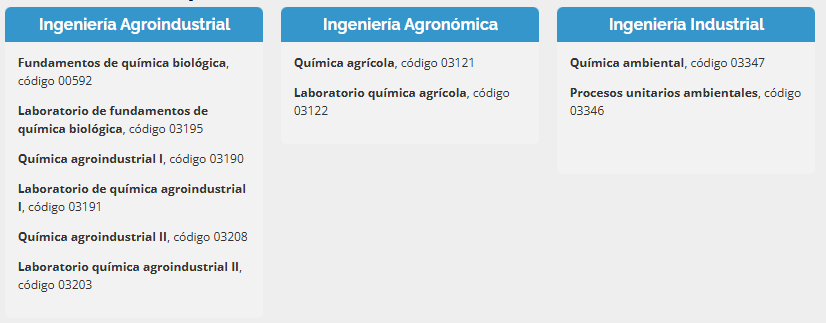 Ingeniería Agroindustrial
Fundamentos de química biológica,
código 00592
Laboratorio de fundamentos de
química biológica, código 03195
Química agroindustrial I, código 03190
Laboratorio de química agroindustrial
I, código 03191
Química agroindustrial II, código 03208
Laboratorio química agroindustrial II,
código 03203
Ingeniería Agronómica
Química agrícola, código 03121
Laboratorio química agrícola, código
03122
Ingeniería Industrial
Química ambiental, código 03347
Procesos unitarios ambientales, código
03346